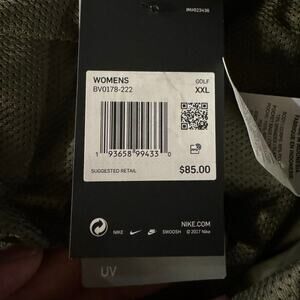 IMH023436
WOMENS GOLF
BV0178-222 XXL
1 93658 99433 0
SUGGESTED RETAIL $85.00
NIKE.COM
NIKE SWOOSH © 2017 Nike
UV